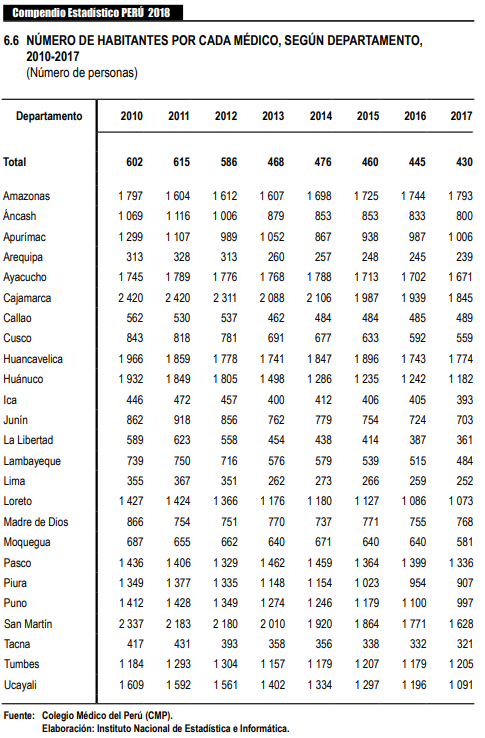 Compendio Estadístico PERÚ 2018
6.6 NÚMERO DE HABITANTES POR CADA MÉDICO, SEGÚN DEPARTAMENTO,
2010-2017
(Número de personas)
Departamento 2010 2011 2012 2013 2014 2015 2016 2017
Total 602 615 586 468 476 460 445 430
Amazonas 1 797 1 604 1 612 1 607 1 698 1 725 1 744 1 793
Áncash 1 069 1 116 1 006 879 853 853 833 800
Apurímac 1 299 1 107 989 1 052 867 938 987 1 006
Arequipa 313 328 313 260 257 248 245 239
Ayacucho 1 745 1 789 1 776 1 768 1 788 1 713 1 702 1 671
Cajamarca 2 420 2 420 2 311 2 088 2 106 1 987 1 939 1 845
Callao 562 530 537 462 484 484 485 489
Cusco 843 818 781 691 677 633 592 559
Huancavelica 1 966 1 859 1 778 1 741 1 847 1 896 1 743 1 774
Huánuco 1 932 1 849 1 805 1 498 1 286 1 235 1 242 1 182
Ica 446 472 457 400 412 406 405 393
Junín 862 918 856 762 779 754 724 703
La Libertad 589 623 558 454 438 414 387 361
Lambayeque 739 750 716 576 579 539 515 484
Lima 355 367 351 262 273 266 259 252
Loreto 1 427 1 424 1 366 1 176 1 180 1 127 1 086 1 073
Madre de Dios 866 754 751 770 737 771 755 768
Moquegua 687 655 662 640 671 640 640 581
Pasco 1 436 1 406 1 329 1 462 1 459 1 364 1 399 1 336
Piura 1 349 1 377 1 335 1 148 1 154 1 023 954 907
Puno 1 412 1 428 1 349 1 274 1 246 1 179 1 100 997
San Martín 2 337 2 183 2 180 2 010 1 920 1 864 1 771 1 628
Tacna 417 431 393 358 356 338 332 321
Tumbes 1 184 1 293 1 304 1 157 1 179 1 207 1 179 1 205
Ucayali 1 609 1 592 1 561 1 402 1 334 1 297 1 196 1 091
Fuente: Colegio Médico del Perú (CMP).
Elaboración: Instituto Nacional de Estadística e Informática.